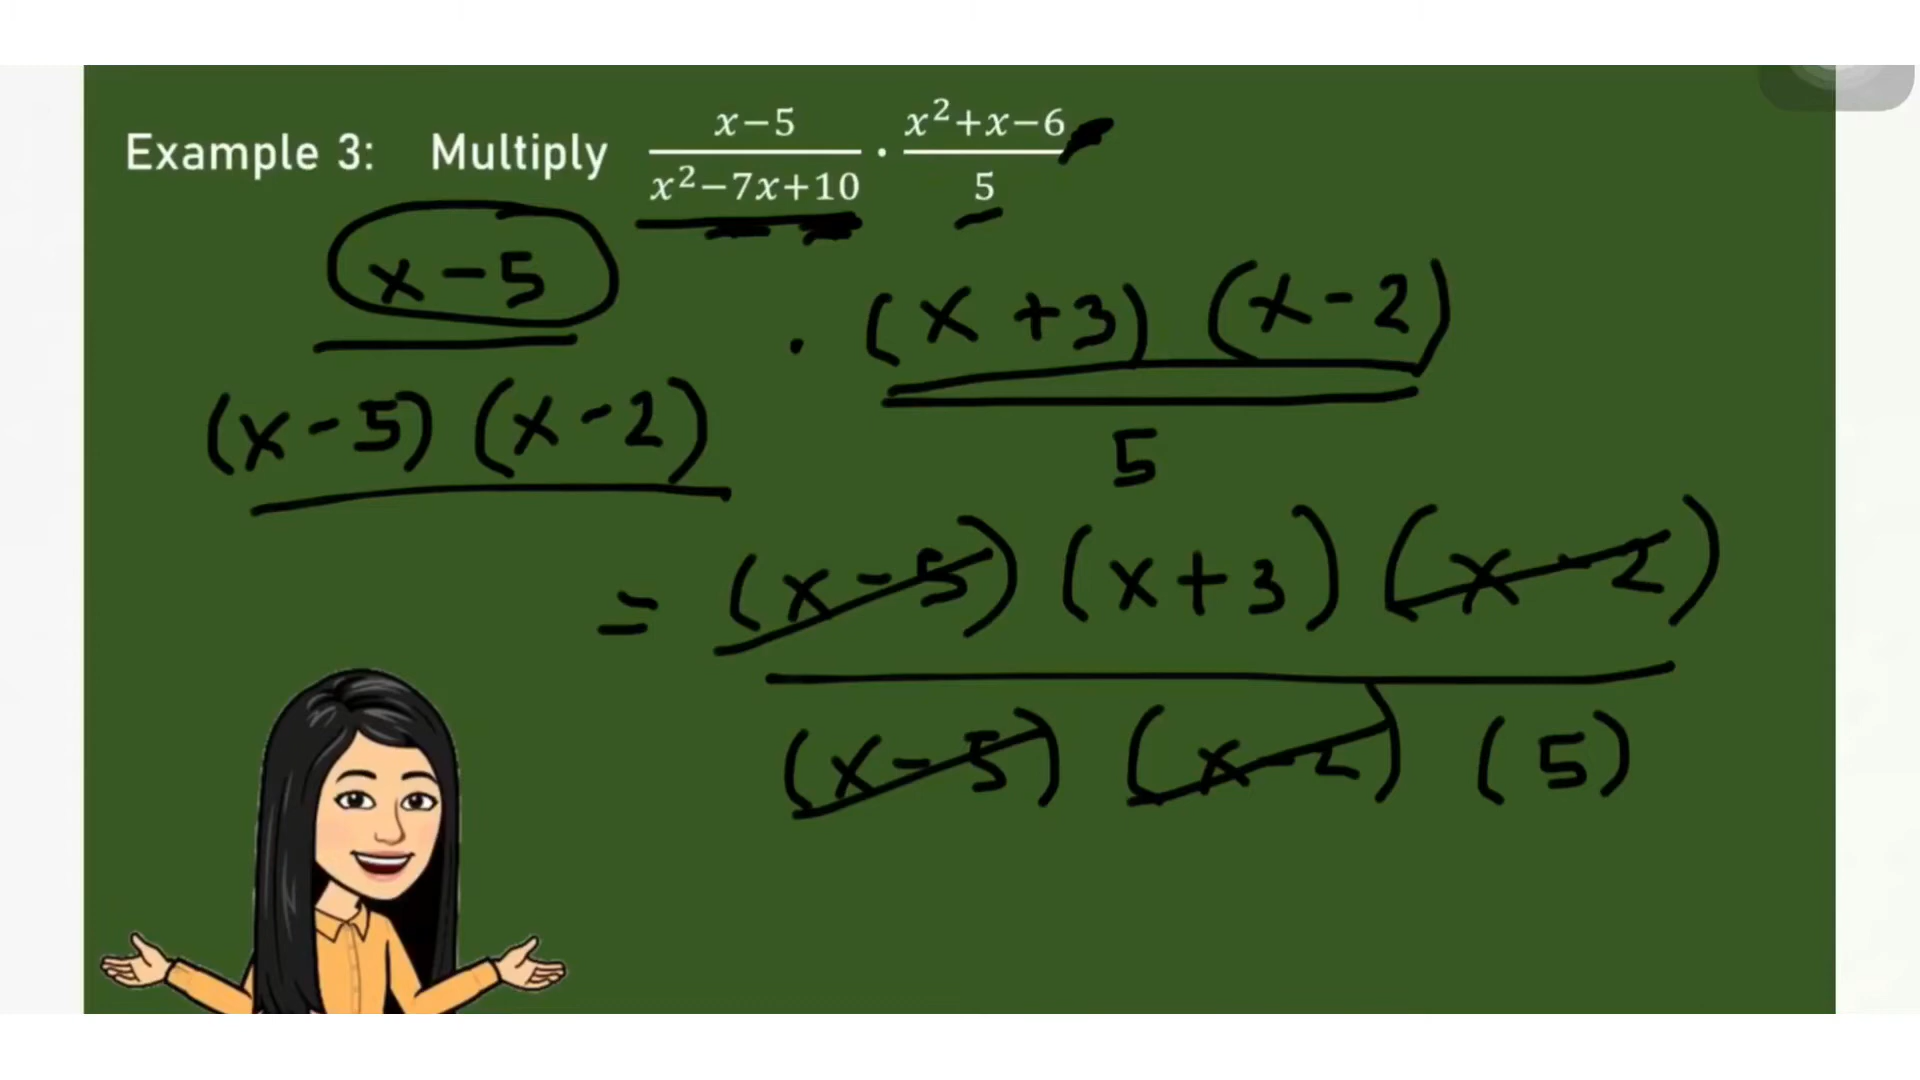 Example 3: Multiply x−5 / x²−7x+10 · x²+x−6 / 5
x − 5 / (x − 5) (x − 2) · (x + 3) (x − 2) / 5
= (x − 5) (x + 3) (x − 2) / (x − 5) (x − 2) (5)